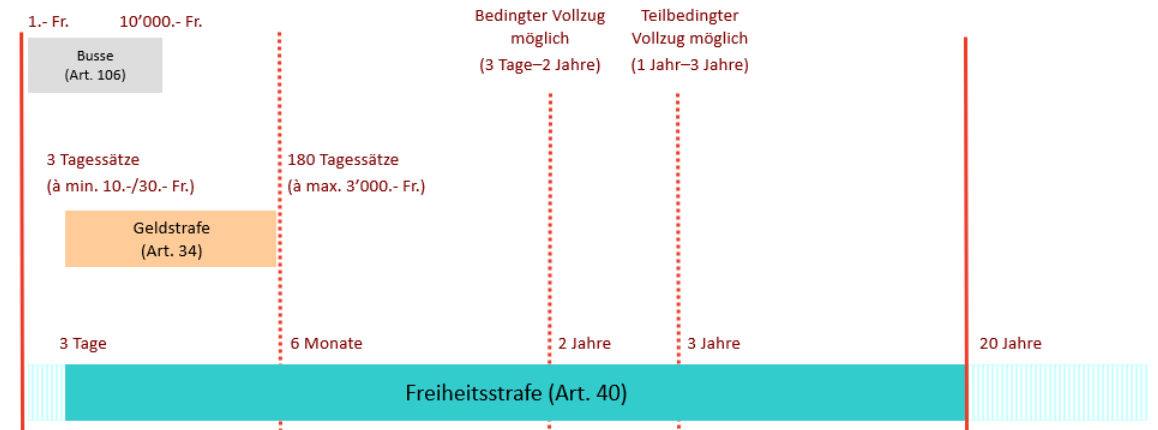 1.- Fr. 10’000.- Fr.
Busse
(Art. 106)
Bedingter Vollzug
möglich
(3 Tage–2 Jahre)
Teilbedingter
Vollzug möglich
(1 Jahr–3 Jahre)
3 Tagessätze
(à min. 10.-/30.- Fr.)
180 Tagessätze
(à max. 3’000.- Fr.)
Geldstrafe
(Art. 34)
3 Tage
6 Monate
2 Jahre
3 Jahre
20 Jahre
Freiheitsstrafe (Art. 40)